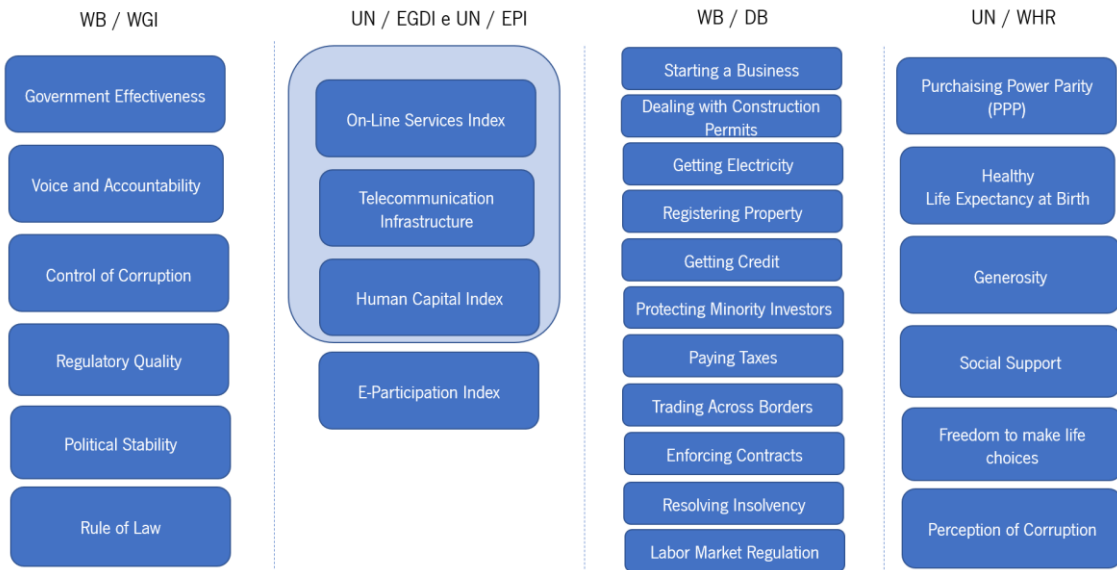 WB / WGI
Government Effectiveness
Voice and Accountability
Control of Corruption
Regulatory Quality
Political Stability
Rule of Law
UN / EGDI e UN / EPI
On-Line Services Index
Telecommunication
Infrastructure
Human Capital Index
E-Participation Index
WB / DB
Starting a Business
Dealing with Construction
Permits
Getting Electricity
Registering Property
Getting Credit
Protecting Minority Investors
Paying Taxes
Trading Across Borders
Enforcing Contracts
Resolving Insolvency
Labor Market Regulation
UN / WHR
Purchaising Power Parity
(PPP)
Healthy
Life Expectancy at Birth
Generosity
Social Support
Freedom to make life
choices
Perception of Corruption